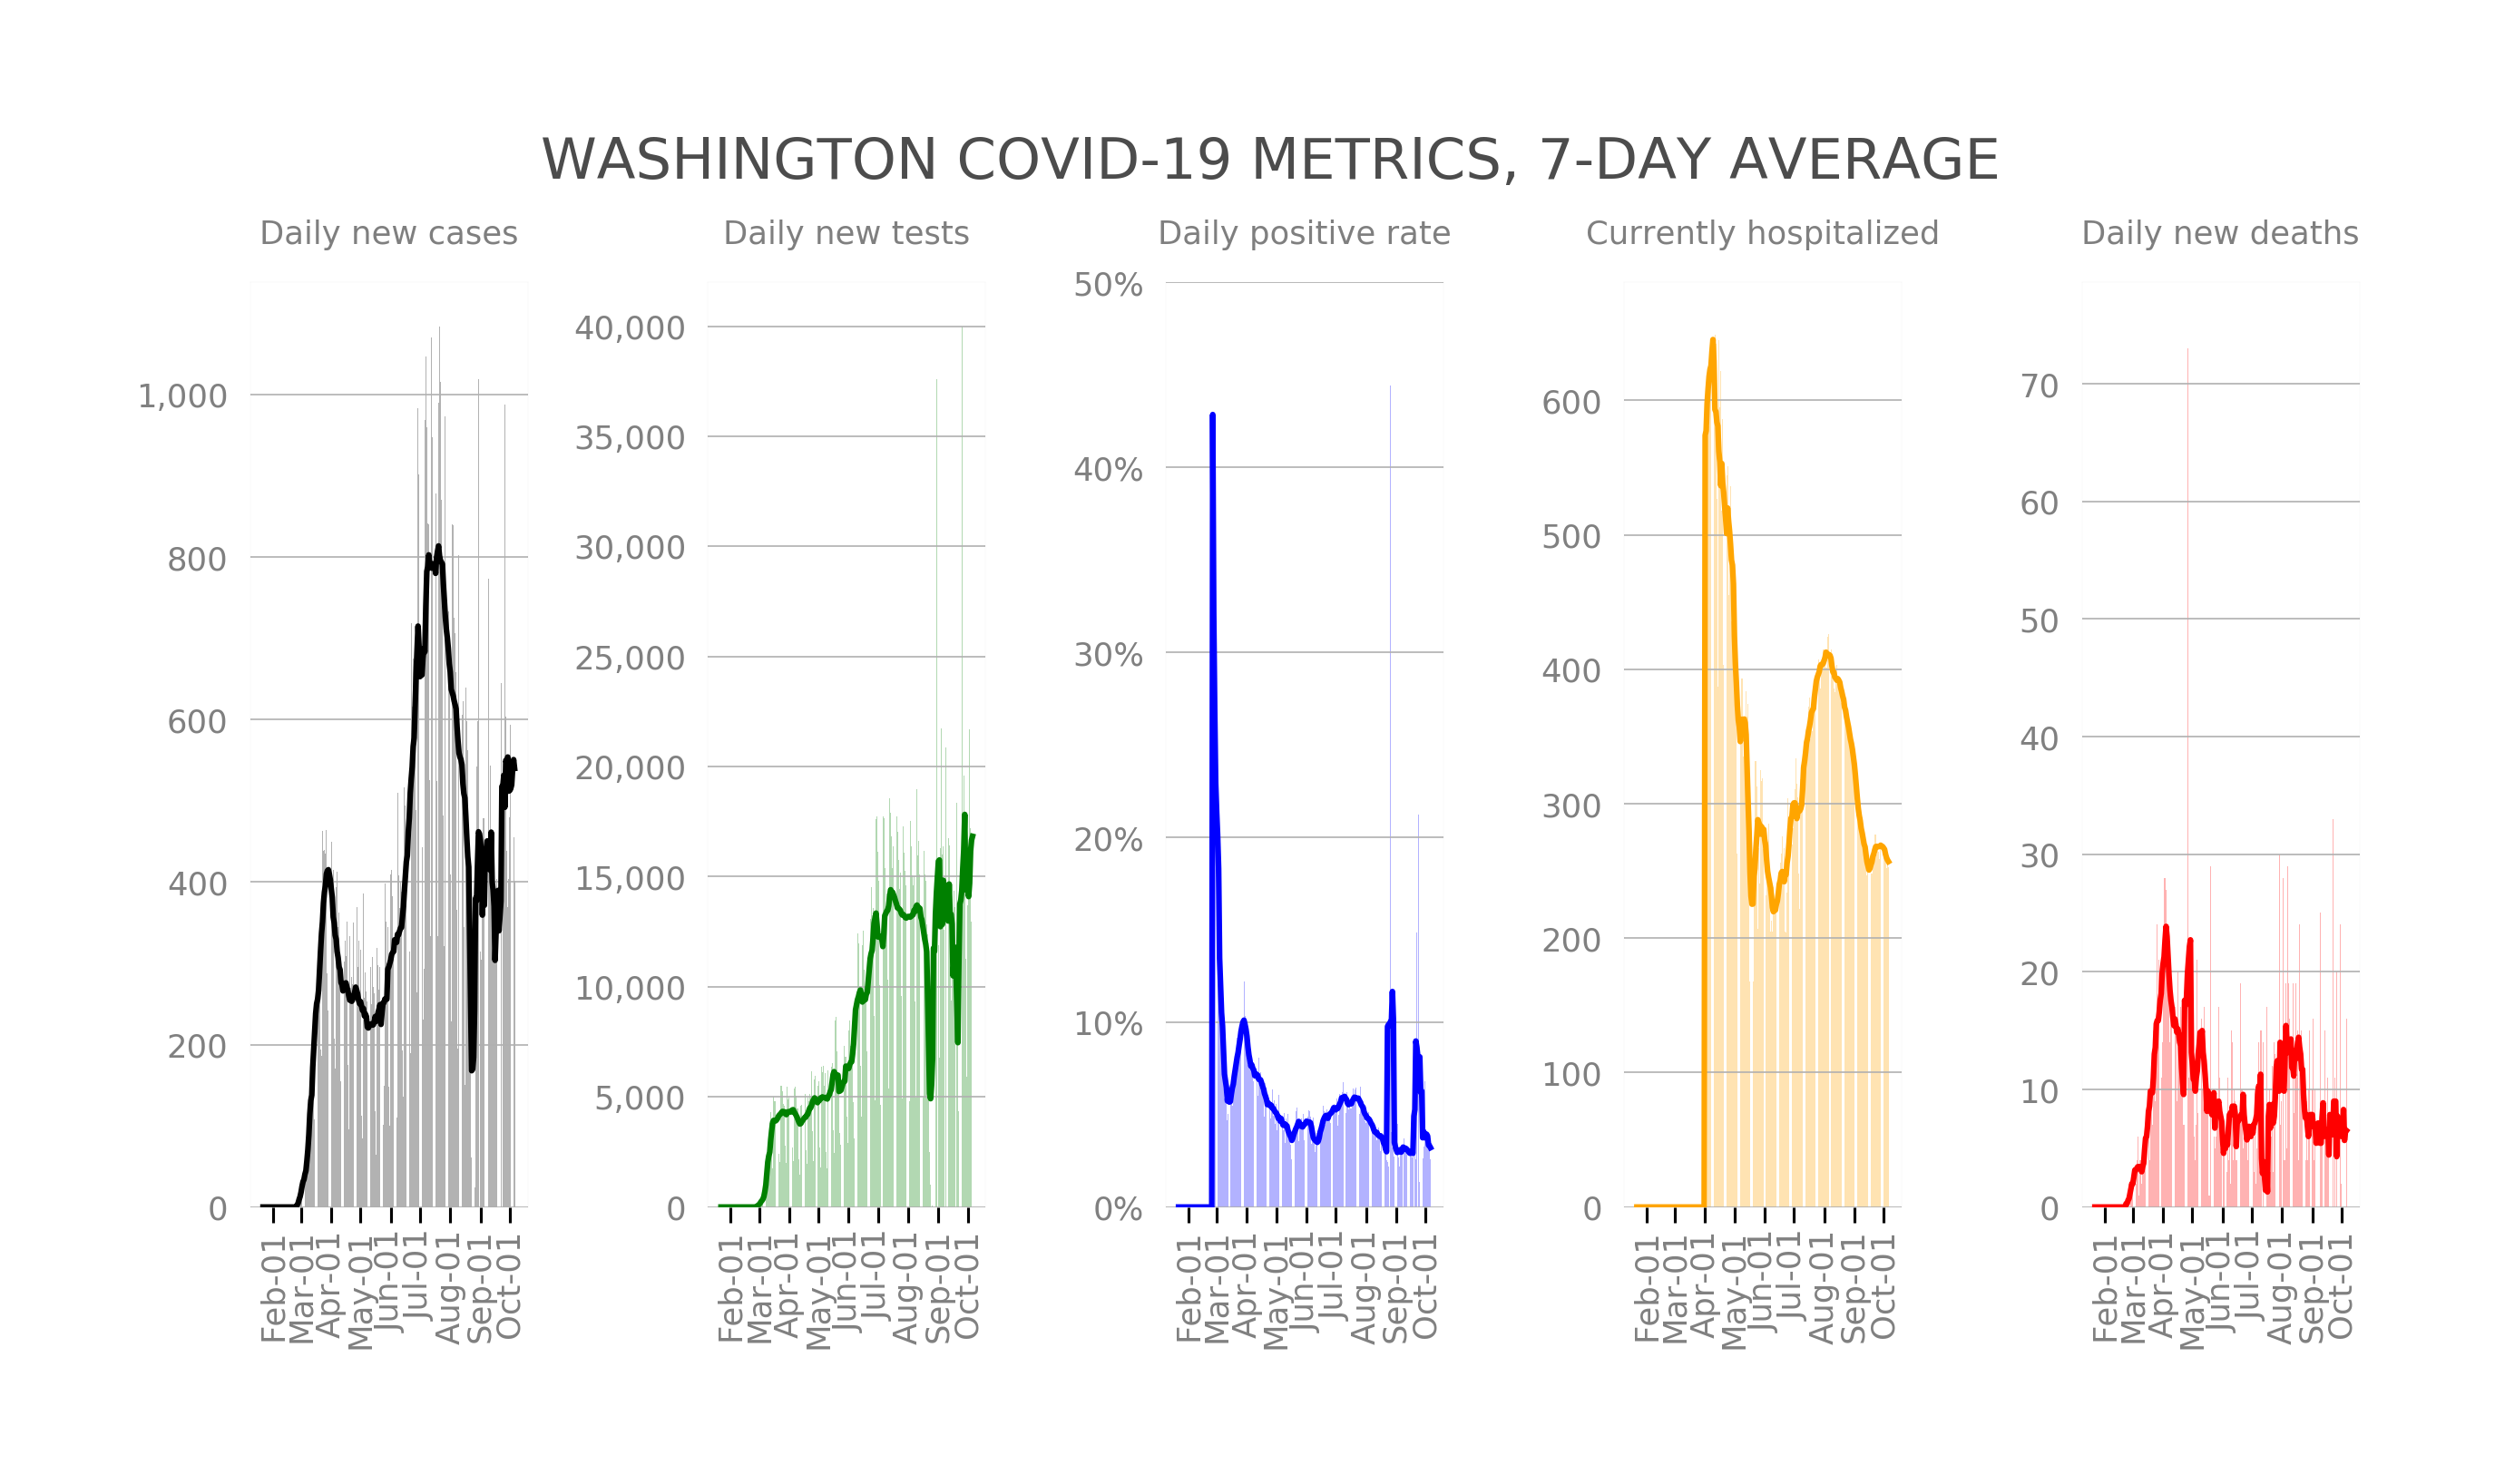 WASHINGTON COVID-19 METRICS, 7-DAY AVERAGE
Daily new cases
1,000
800
600
400
200
0
Feb-01
Mar-01
Apr-01
May-01
Jun-01
Jul-01
Aug-01
Sep-01
Oct-01
Daily new tests
40,000
35,000
30,000
25,000
20,000
15,000
10,000
5,000
0
Feb-01
Mar-01
Apr-01
May-01
Jun-01
Jul-01
Aug-01
Sep-01
Oct-01
Daily positive rate
50%
40%
30%
20%
10%
0%
Feb-01
Mar-01
Apr-01
May-01
Jun-01
Jul-01
Aug-01
Sep-01
Oct-01
Currently hospitalized
600
500
400
300
200
100
0
Feb-01
Mar-01
Apr-01
May-01
Jun-01
Jul-01
Aug-01
Sep-01
Oct-01
Daily new deaths
70
60
50
40
30
20
10
0
Feb-01
Mar-01
Apr-01
May-01
Jun-01
Jul-01
Aug-01
Sep-01
Oct-01